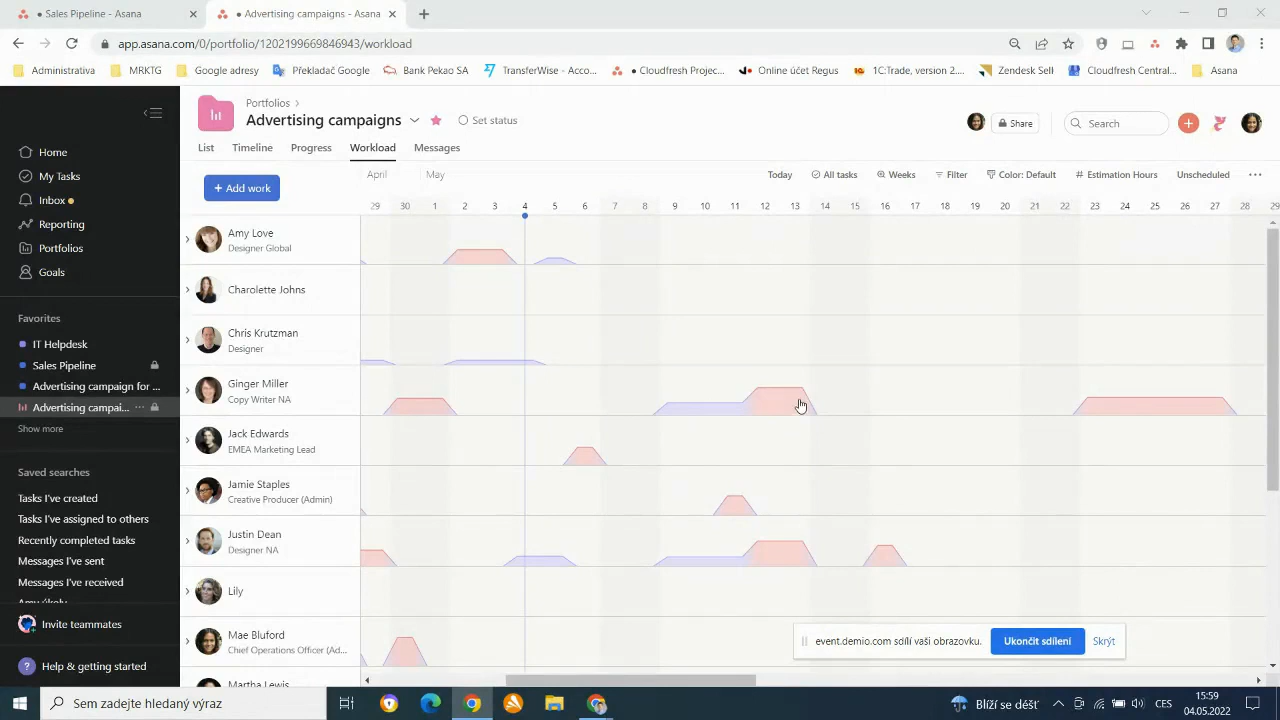 • Sales Pipeline - Asana
• Advertising campaigns - Asana
app.asana.com/0/portfolio/1202199669846943/workload
Administrativa
MRKTG
Google adresy
Překladač Google
Bank Pekao SA
TransferWise - Acco...
• Cloudfresh Projec...
Online účet Regus
1C:Trade, version 2....
Zendesk Sell
Cloudfresh Central...
Asana
Portfolios
Advertising campaigns
Set status
Share
Search
List
Timeline
Progress
Workload
Messages
Home
My Tasks
Inbox
Reporting
Portfolios
Goals
Favorites
IT Helpdesk
Sales Pipeline
Advertising campaign for ...
Advertising campai...
Show more
Saved searches
Tasks I've created
Tasks I've assigned to others
Recently completed tasks
Messages I've sent
Messages I've received
Amy úkoly
Invite teammates
Help & getting started
+ Add work
April
May
Today
All tasks
Weeks
Filter
Color: Default
# Estimation Hours
Unscheduled
29 30 1 2 3 4 5 6 7 8 9 10 11 12 13 14 15 16 17 18 19 20 21 22 23 24 25 26 27 28 29
Amy Love
Designer Global
Charolette Johns
Chris Krutzman
Designer
Ginger Miller
Copy Writer NA
Jack Edwards
EMEA Marketing Lead
Jamie Staples
Creative Producer (Admin)
Justin Dean
Designer NA
Lily
Mae Bluford
Chief Operations Officer (Ad...
Martha Lewis
event.demio.com sdílí vaši obrazovku.
Ukončit sdílení
Skrýt
Sem zadejte hledaný výraz
Blíží se déšť
CES
15:59
04.05.2022